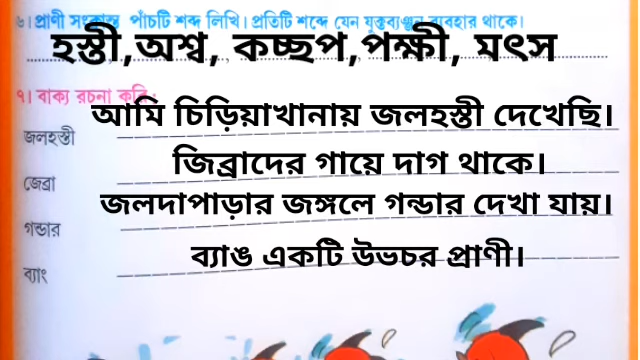 ৬। প্রাণী সংক্রান্ত পাঁচটি শব্দ লিখি। প্রতিটি শব্দে যেন যুক্তব্যঞ্জন ব্যবহার থাকে।
হস্তী,অশ্ব, কচ্ছপ,পক্ষী, মৎস
৭। বাক্য রচনা করি :
আমি চিড়িয়াখানায় জলহস্তী দেখেছি।
জলহস্তী
জিব্রাদের গায়ে দাগ থাকে।
জেব্রা
জলদাপাড়ার জঙ্গলে গন্ডার দেখা যায়।
গন্ডার
ব্যাঙ একটি উভচর প্রাণী।
ব্যাং